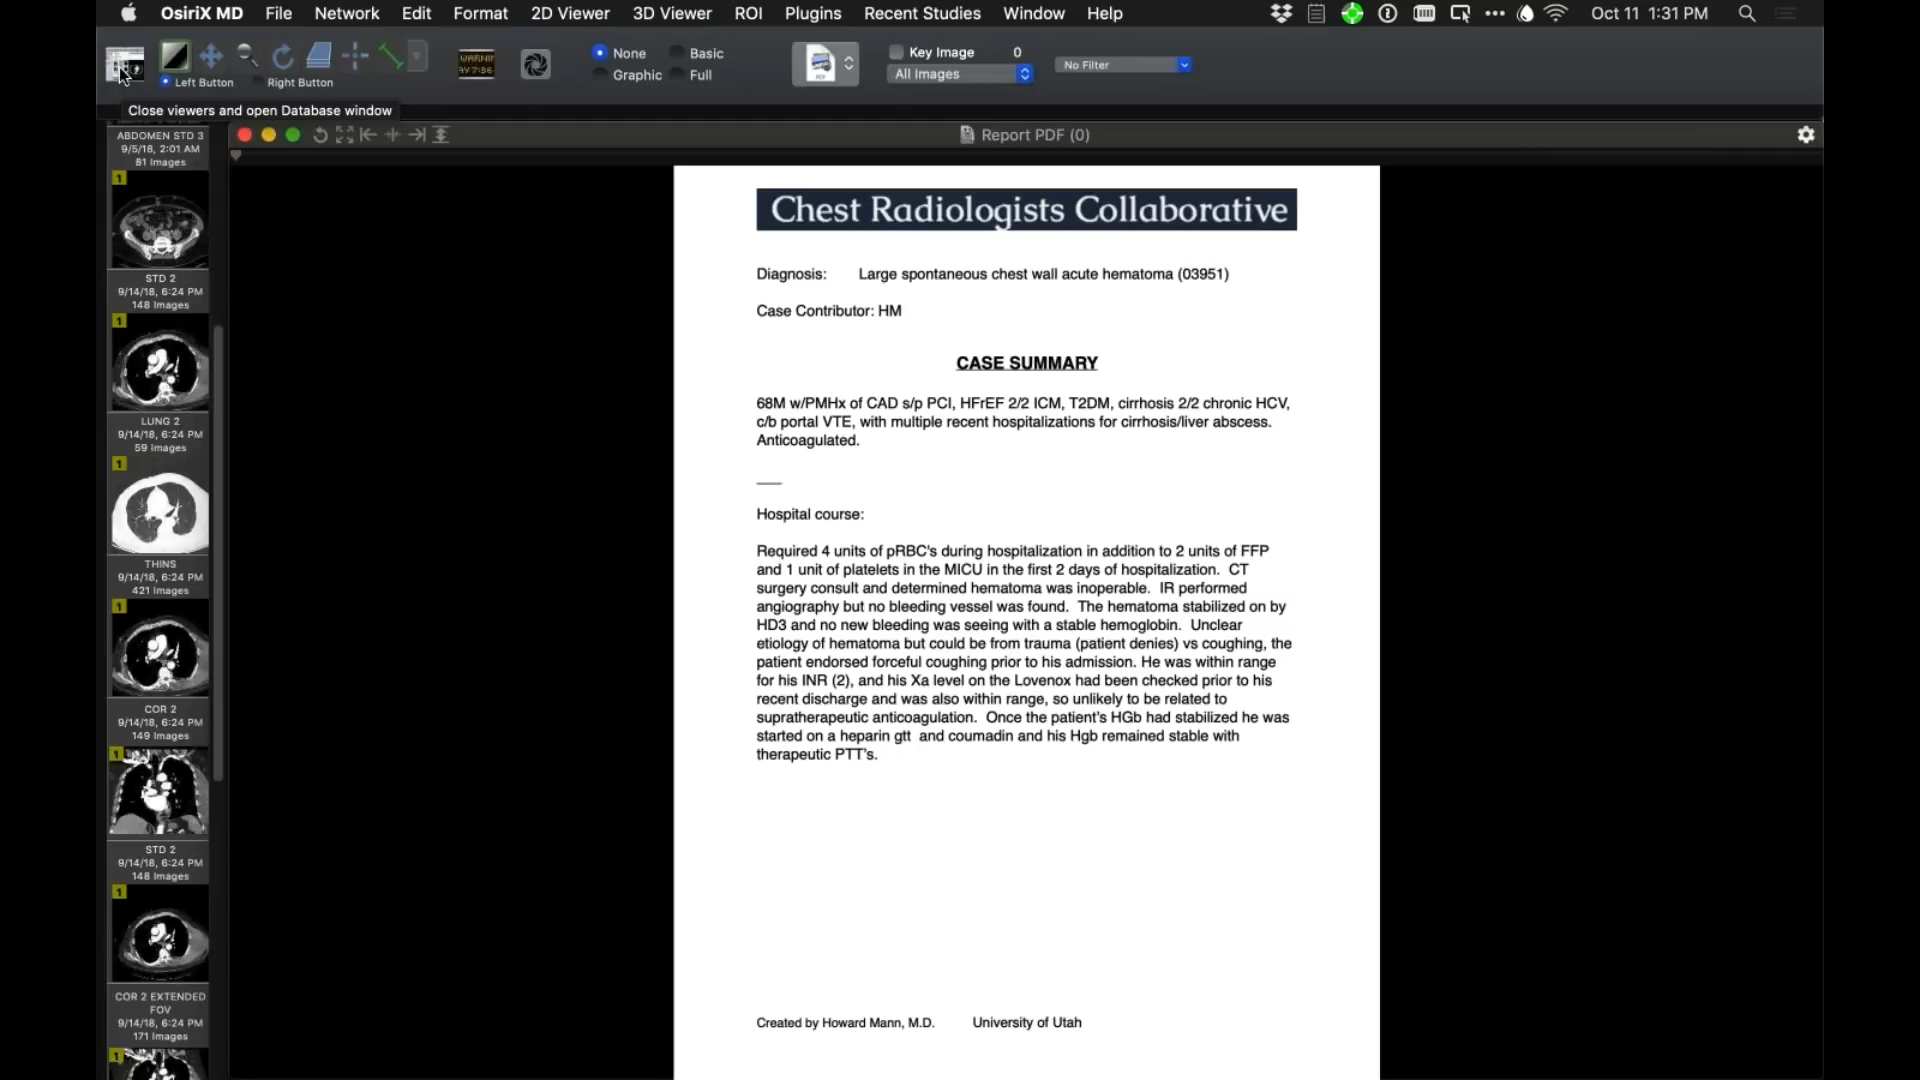 OsiriX MD File Network Edit Format 2D Viewer 3D Viewer ROI Plugins Recent Studies Window Help Oct 11 1:31 PM
None Basic
Graphic Full
Key Image 0
All Images
No Filter
Left Button Right Button
Close viewers and open Database window
Report PDF (0)
ABDOMEN STD 3
9/5/18, 2:01 AM
81 Images
1
STD 2
9/14/18, 6:24 PM
148 Images
1
LUNG 2
9/14/18, 6:24 PM
59 Images
1
THINS
9/14/18, 6:24 PM
421 Images
1
COR 2
9/14/18, 6:24 PM
149 Images
1
STD 2
9/14/18, 6:24 PM
148 Images
1
COR 2 EXTENDED
FOV
9/14/18, 6:24 PM
171 Images
1
Chest Radiologists Collaborative
Diagnosis: Large spontaneous chest wall acute hematoma (03951)
Case Contributor: HM
CASE SUMMARY
68M w/PMHx of CAD s/p PCI, HFrEF 2/2 ICM, T2DM, cirrhosis 2/2 chronic HCV,
c/b portal VTE, with multiple recent hospitalizations for cirrhosis/liver abscess.
Anticoagulated.
Hospital course:
Required 4 units of pRBC's during hospitalization in addition to 2 units of FFP
and 1 unit of platelets in the MICU in the first 2 days of hospitalization. CT
surgery consult and determined hematoma was inoperable. IR performed
angiography but no bleeding vessel was found. The hematoma stabilized on by
HD3 and no new bleeding was seeing with a stable hemoglobin. Unclear
etiology of hematoma but could be from trauma (patient denies) vs coughing, the
patient endorsed forceful coughing prior to his admission. He was within range
for his INR (2), and his Xa level on the Lovenox had been checked prior to his
recent discharge and was also within range, so unlikely to be related to
supratherapeutic anticoagulation. Once the patient's HGb had stabilized he was
started on a heparin gtt and coumadin and his Hgb remained stable with
therapeutic PTT's.
Created by Howard Mann, M.D. University of Utah